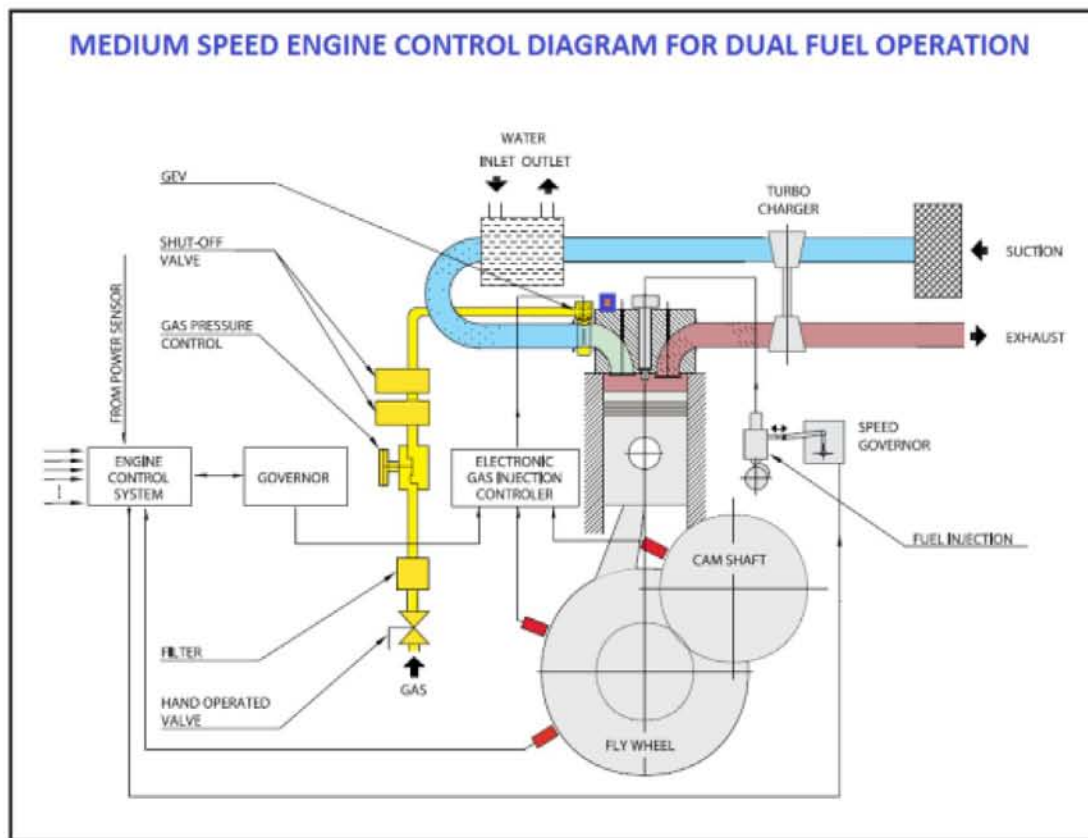 MEDIUM SPEED ENGINE CONTROL DIAGRAM FOR DUAL FUEL OPERATION
WATER
INLET OUTLET
GEV
TURBO
CHARGER
SHUT-OFF
VALVE
SUCTION
GAS PRESSURE
CONTROL
EXHAUST
FROM POWER SENSOR
SPEED
GOVERNOR
ENGINE
CONTROL
SYSTEM
GOVERNOR
ELECTRONIC
GAS INJECTION
CONTROLER
FUEL INJECTION
CAM SHAFT
FILTER
GAS
HAND OPERATED
VALVE
FLY WHEEL